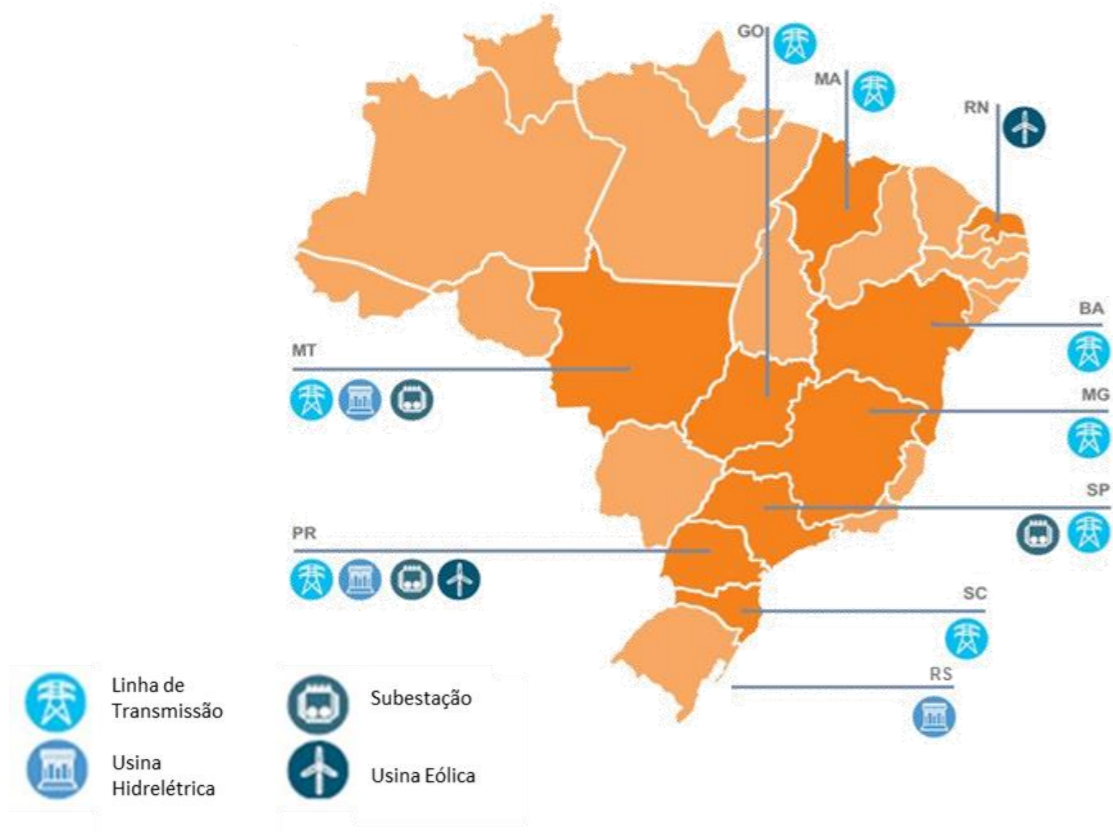 GO
MA
RN
BA
MT
MG
SP
PR
SC
RS
Linha de
Transmissão
Subestação
Usina
Hidrelétrica
Usina Eólica